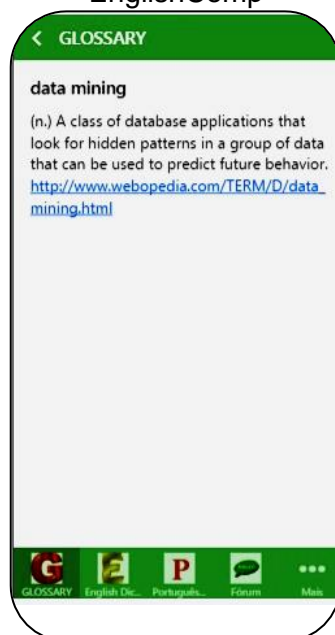 EnglishComp
< GLOSSARY
data mining
(n.) A class of database applications that
look for hidden patterns in a group of data
that can be used to predict future behavior.
http://www.webopedia.com/TERM/D/data_
mining.html
GLOSSARY English Dic... Português... Fórum Mais